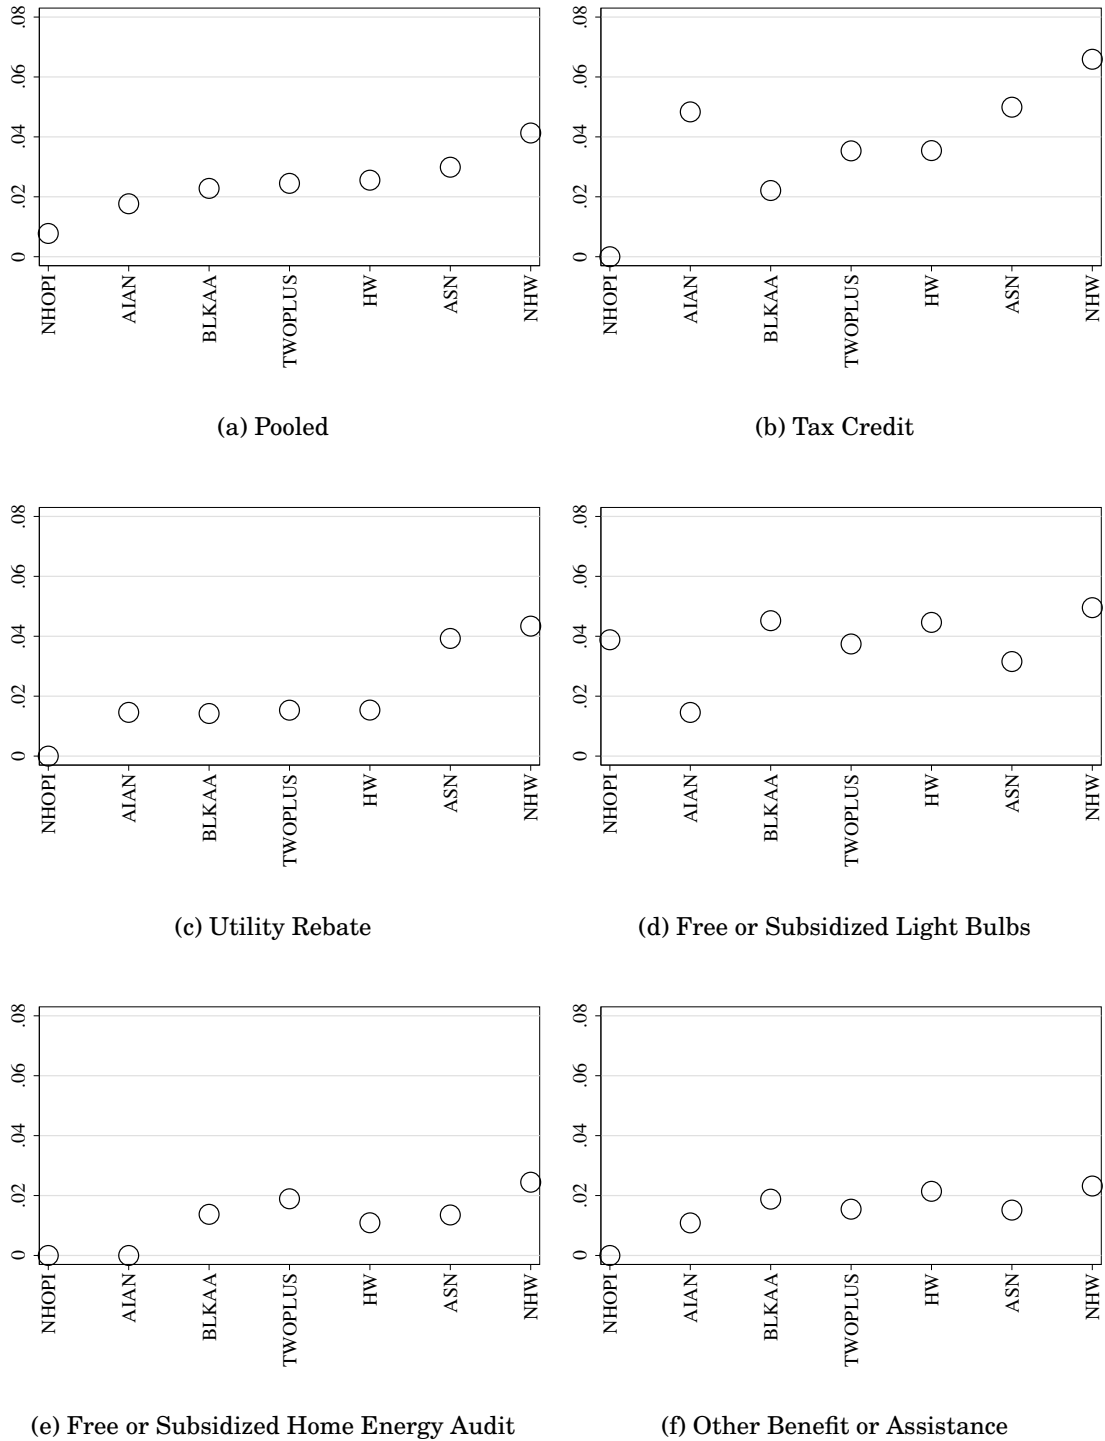 .08
.06
.04
.02
0
NHOPI
AIAN
BLKAA
TWOPLUS
HW
ASN
NHW
(a) Pooled
.08
.06
.04
.02
0
NHOPI
AIAN
BLKAA
TWOPLUS
HW
ASN
NHW
(b) Tax Credit
.08
.06
.04
.02
0
NHOPI
AIAN
BLKAA
TWOPLUS
HW
ASN
NHW
(c) Utility Rebate
.08
.06
.04
.02
0
NHOPI
AIAN
BLKAA
TWOPLUS
HW
ASN
NHW
(d) Free or Subsidized Light Bulbs
.08
.06
.04
.02
0
NHOPI
AIAN
BLKAA
TWOPLUS
HW
ASN
NHW
(e) Free or Subsidized Home Energy Audit
.08
.06
.04
.02
0
NHOPI
AIAN
BLKAA
TWOPLUS
HW
ASN
NHW
(f) Other Benefit or Assistance